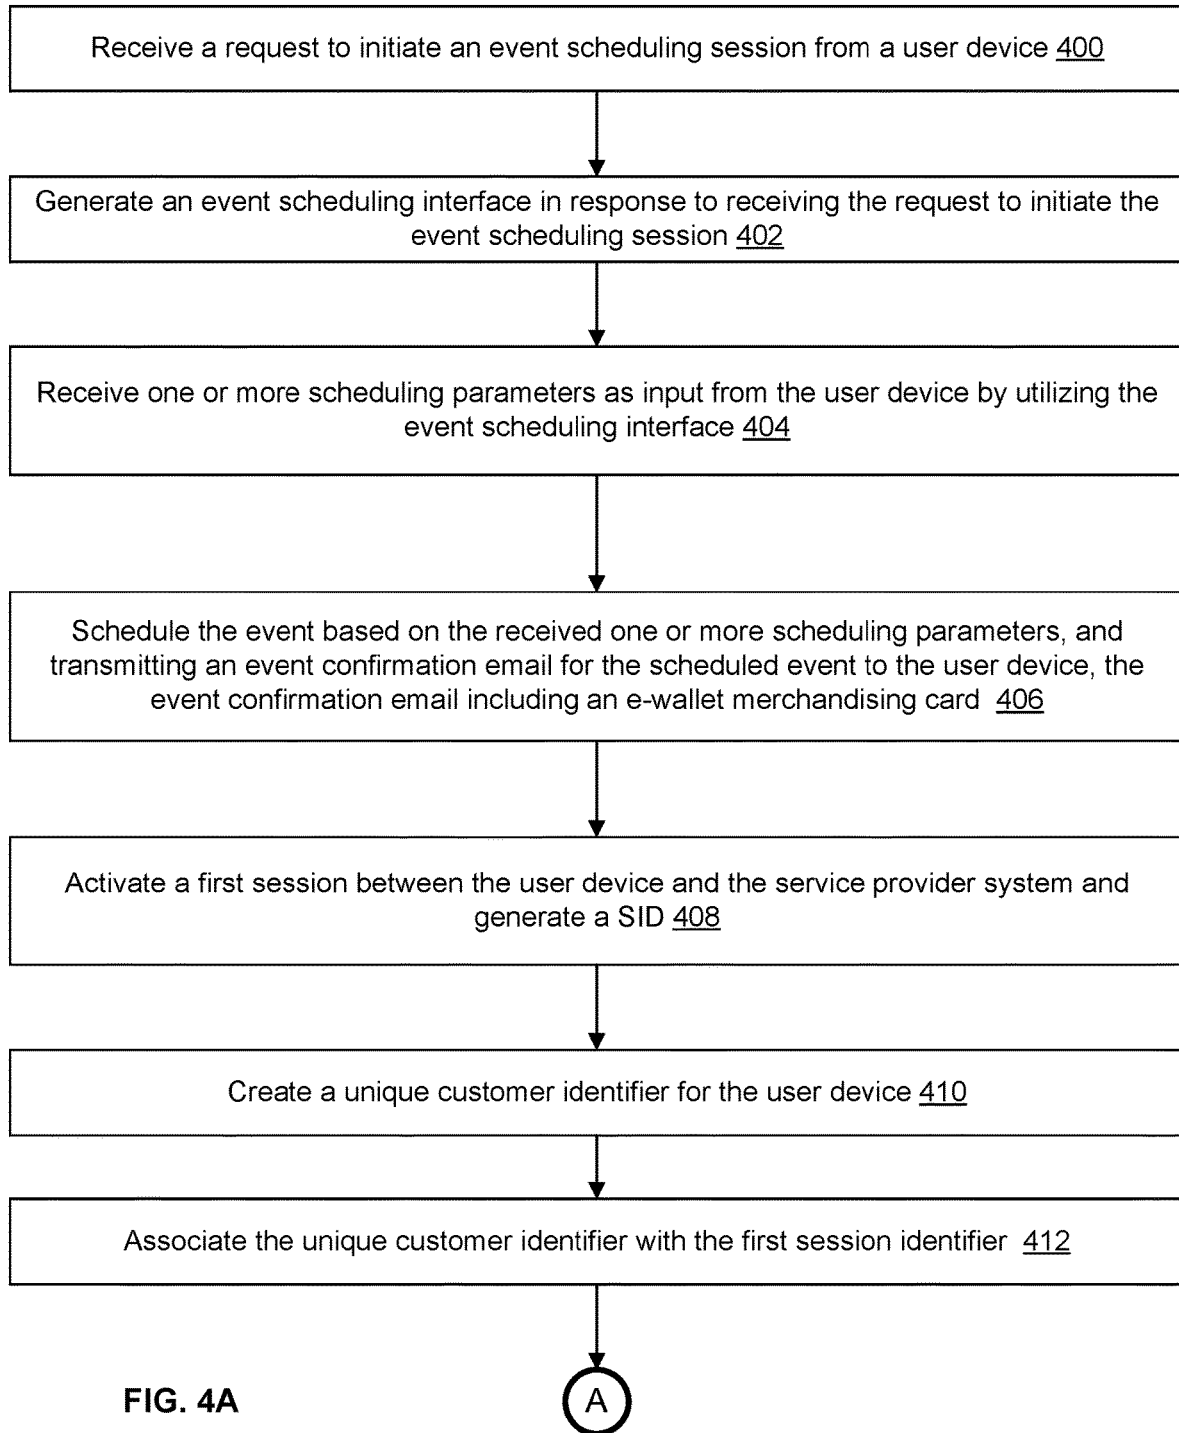 Receive a request to initiate an event scheduling session from a user device 400
Generate an event scheduling interface in response to receiving the request to initiate the
event scheduling session 402
Receive one or more scheduling parameters as input from the user device by utilizing the
event scheduling interface 404
Schedule the event based on the received one or more scheduling parameters, and
transmitting an event confirmation email for the scheduled event to the user device, the
event confirmation email including an e-wallet merchandising card 406
Activate a first session between the user device and the service provider system and
generate a SID 408
Create a unique customer identifier for the user device 410
Associate the unique customer identifier with the first session identifier 412
FIG. 4A
A